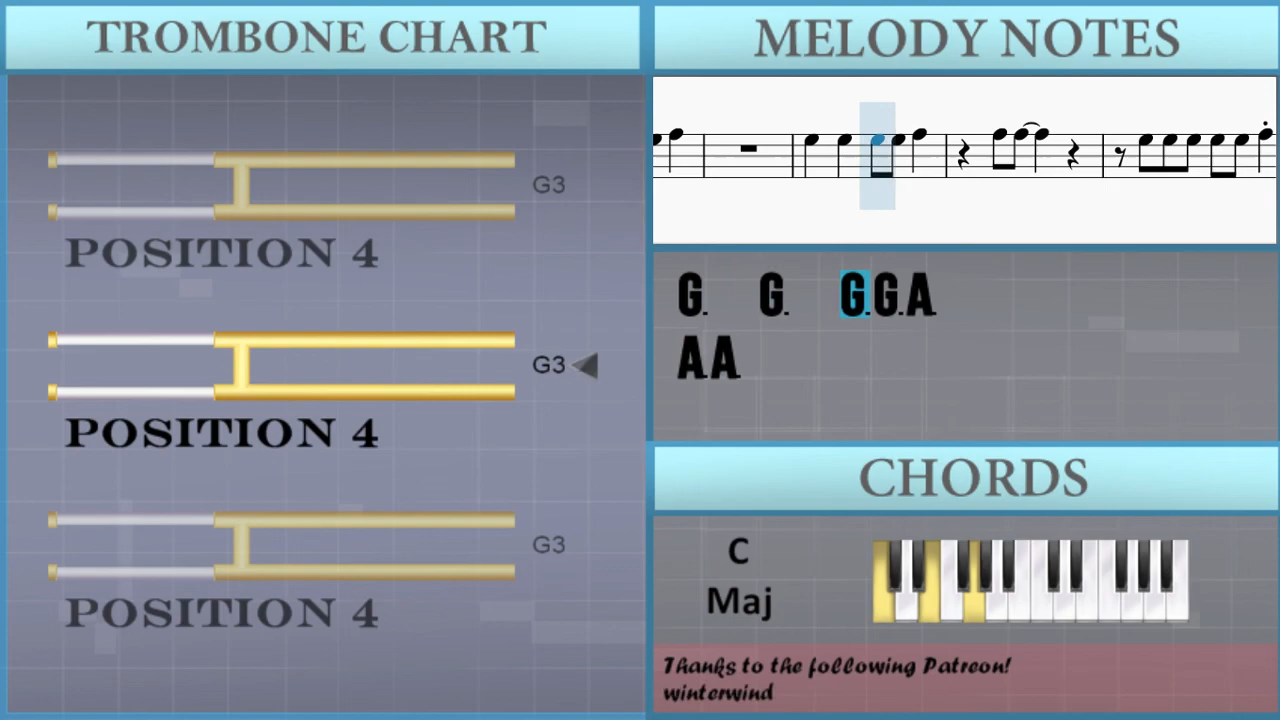 TROMBONE CHART
G3
POSITION 4
G3
POSITION 4
G3
POSITION 4
MELODY NOTES
G. G. G.G.A.
A.A.
CHORDS
C
Maj
Thanks to the following Patreon!
winterwind